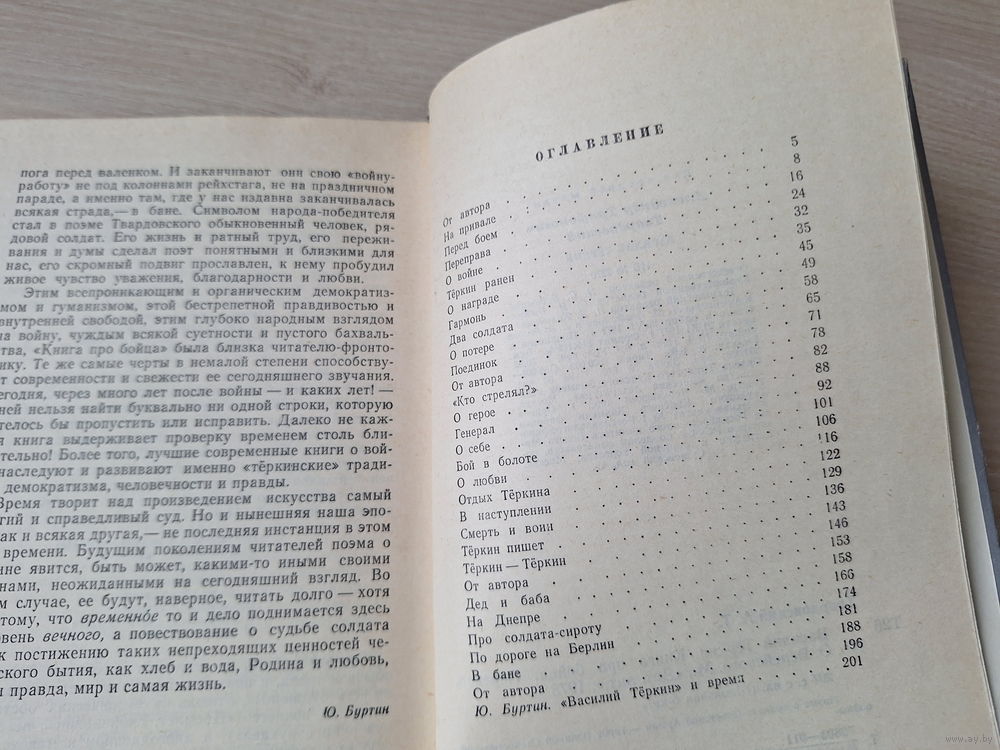 пога перед валенком. И заканчивают они свою «войну-
работу» не под колоннами рейхстага, не на праздничном
параде, а именно там, где у нас издавна заканчивалась
всякая страда,— в бане. Символом народа-победителя
стал в поэме Твардовского обыкновенный человек, ря-
довой солдат. Его жизнь и ратный труд, его пережи-
вания и думы сделал поэт понятными и близкими для
нас, его скромный подвиг прославлен, к нему пробудил
живое чувство уважения, благодарности и любви.
Этим всепроникающим и органическим демократиз-
мом и гуманизмом, этой бестрепетной правдивостью и
внутренней свободой, этим глубоко народным взглядом
на войну, чуждым всякой суетности и пустого бахваль-
ства, «Книга про бойца» была близка читателю-фронто-
ику. Те же самые черты в немалой степени способству-
т современности и свежести ее сегодняшнего звучания.
егодня, через много лет после войны — и каких лет! —
ней нельзя найти буквально ни одной строки, которую
телось бы пропустить или исправить. Далеко не каж-
я книга выдерживает проверку временем столь бли-
тельно! Более того, лучшие современные книги о вой-
наследуют и развивают именно «тёркинские» тради-
демократизма, человечности и правды.
Время творит над произведением искусства самый
гий и справедливый суд. Но и нынешняя наша эпо-
ак и всякая другая,— не последняя инстанция в этом
времени. Будущим поколениям читателей поэма о
ине явится, быть может, какими-то иными своими
нами, неожиданными на сегодняшний взгляд. Во
м случае, ее будут, наверное, читать долго — хотя
тому, что временно́е то и дело поднимается здесь
овень вечного, а повествование о судьбе солдата
к постижению таких непреходящих ценностей че-
ского бытия, как хлеб и вода, Родина и любовь,
ы правда, мир и самая жизнь.
Ю. Буртин
ОГЛАВЛЕНИЕ
От автора 5
На привале 8
Перед боем 16
Переправа 24
О войне 32
Тёркин ранен 35
О награде 45
Гармонь 49
Два солдата 58
О потере 65
Поединок 71
От автора 78
«Кто стрелял?» 82
О герое 88
Генерал 92
О себе 101
Бой в болоте 106
О любви 116
Отдых Тёркина 122
В наступлении 129
Смерть и воин 136
Тёркин пишет 143
Тёркин — Тёркин 146
От автора 153
Дед и баба 158
На Днепре 166
Про солдата-сироту 174
По дороге на Берлин 181
В бане 188
От автора 196
Ю. Буртин. «Василий Тёркин» и время 201
www.ay.by